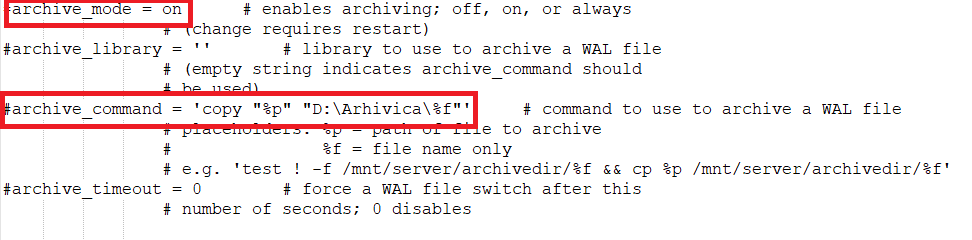 #archive_mode = on # enables archiving; off, on, or always
# (change requires restart)
#archive_library = '' # library to use to archive a WAL file
# (empty string indicates archive_command should
# be used)
#archive_command = 'copy "%p" "D:\Arhivica\%f"' # command to use to archive a WAL file
# placeholders: %p = path of file to archive
# %f = file name only
# e.g. 'test ! -f /mnt/server/archivedir/%f && cp %p /mnt/server/archivedir/%f'
#archive_timeout = 0 # force a WAL file switch after this
# number of seconds; 0 disables